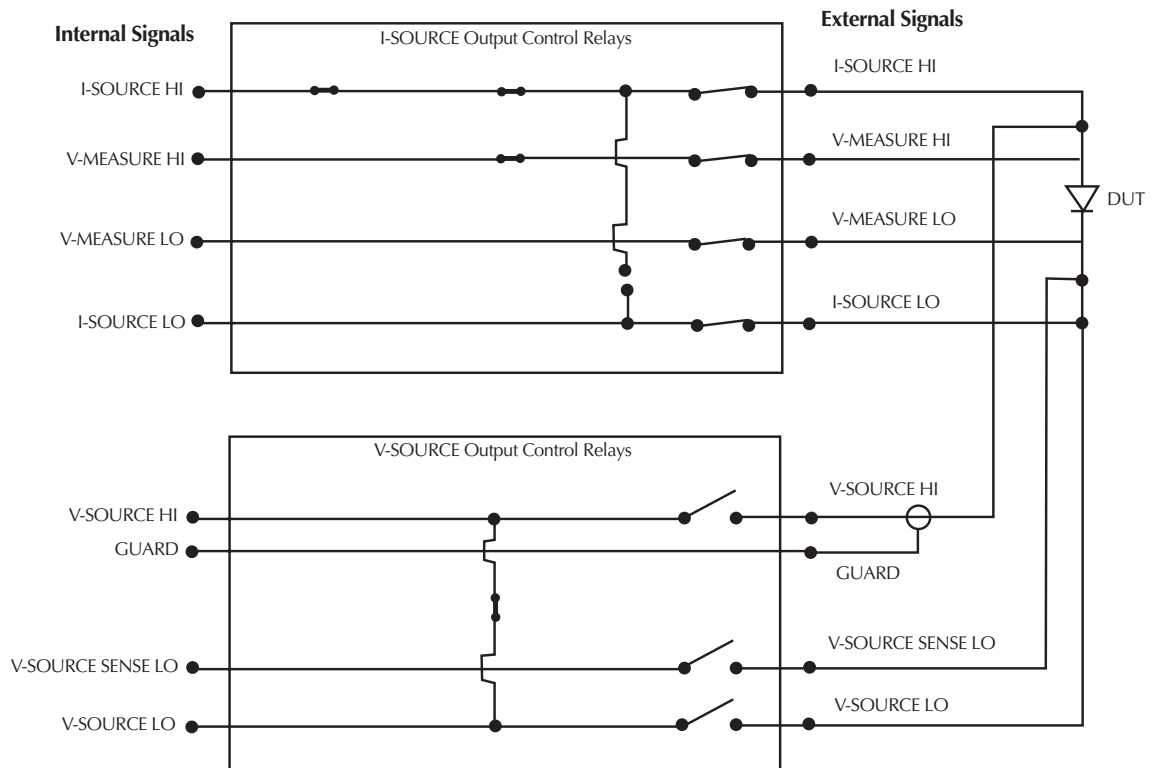 Internal Signals
External Signals
I-SOURCE Output Control Relays
I-SOURCE HI
I-SOURCE HI
V-MEASURE HI
V-MEASURE HI
DUT
V-MEASURE LO
V-MEASURE LO
I-SOURCE LO
I-SOURCE LO
V-SOURCE Output Control Relays
V-SOURCE HI
V-SOURCE HI
GUARD
GUARD
V-SOURCE SENSE LO
V-SOURCE SENSE LO
V-SOURCE LO
V-SOURCE LO